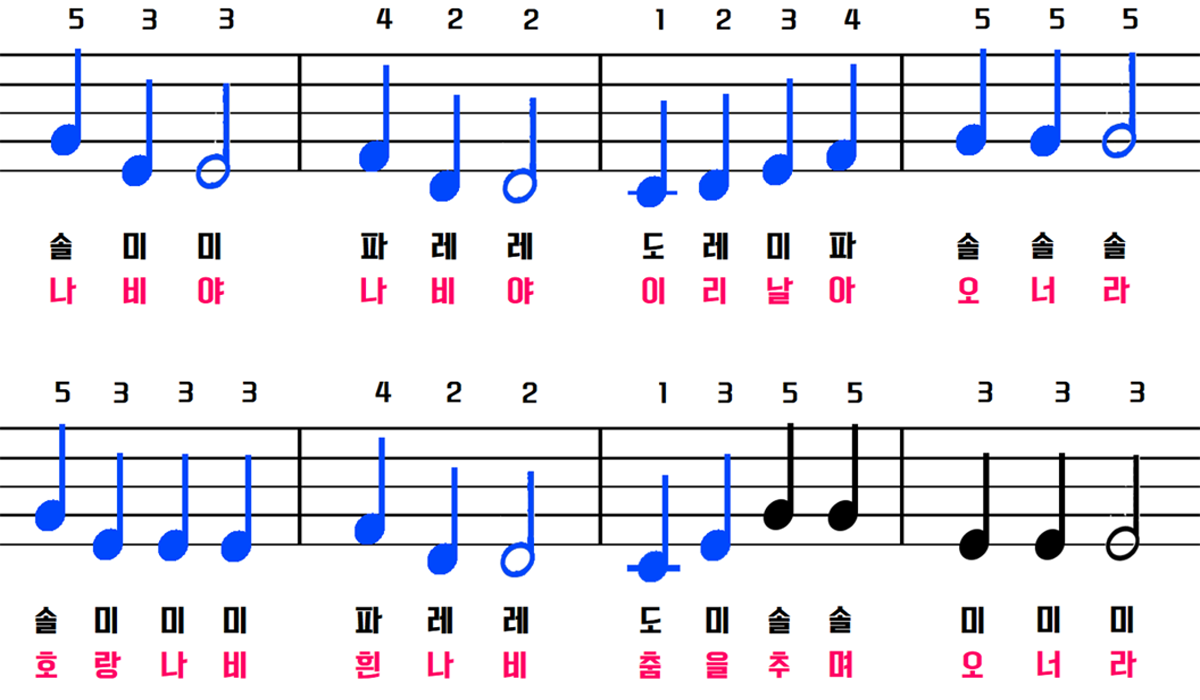 5 3 3 4 2 2 1 2 3 4 5 5 5
솔 미 미 파 레 레 도 레 미 파 솔 솔 솔
나 비 야 나 비 야 이 리 날 아 오 너 라
5 3 3 3 4 2 2 1 3 5 5 3 3 3
솔 미 미 미 파 레 레 도 미 솔 솔 미 미 미
호 랑 나 비 흰 나 비 춤 을 추 며 오 너 라